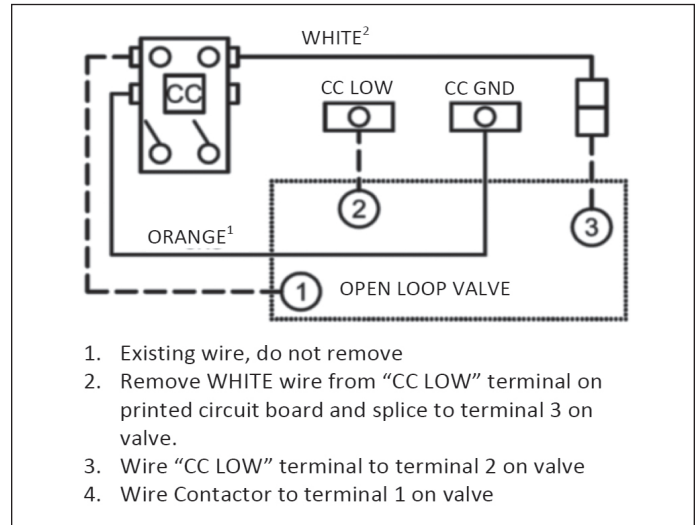 WHITE²
CC LOW
CC GND
CC
2
3
ORANGE¹
1
OPEN LOOP VALVE
1. Existing wire, do not remove
2. Remove WHITE wire from “CC LOW” terminal on
printed circuit board and splice to terminal 3 on
valve.
3. Wire “CC LOW” terminal to terminal 2 on valve
4. Wire Contactor to terminal 1 on valve